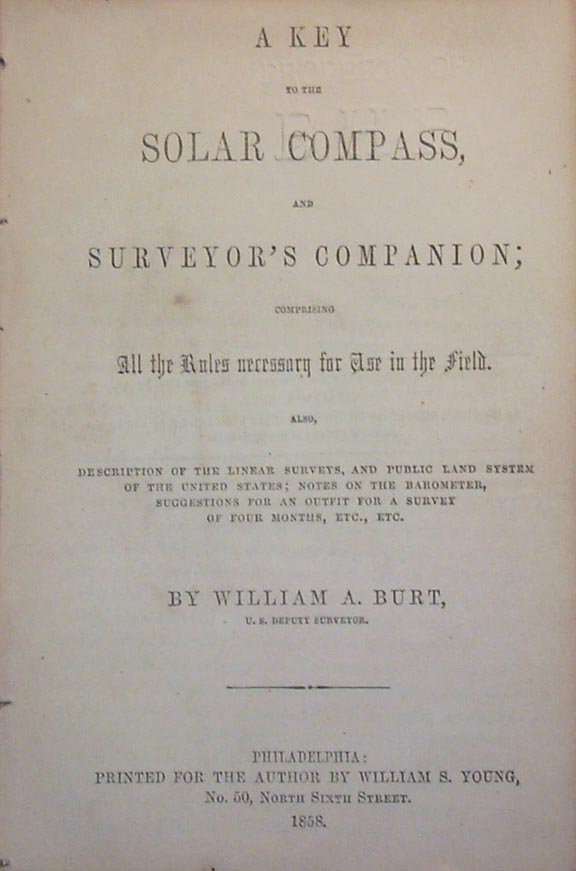 A KEY
TO THE
SOLAR COMPASS,
AND
SURVEYOR'S COMPANION;
COMPRISING
All the Rules necessary for Use in the Field.
ALSO,
DESCRIPTION OF THE LINEAR SURVEYS, AND PUBLIC LAND SYSTEM
OF THE UNITED STATES; NOTES ON THE BAROMETER,
SUGGESTIONS FOR AN OUTFIT FOR A SURVEY
OF FOUR MONTHS, ETC., ETC.
BY WILLIAM A. BURT,
U. S. DEPUTY SURVEYOR.
PHILADELPHIA:
PRINTED FOR THE AUTHOR BY WILLIAM S. YOUNG,
No. 50, NORTH SIXTH STREET.
1858.